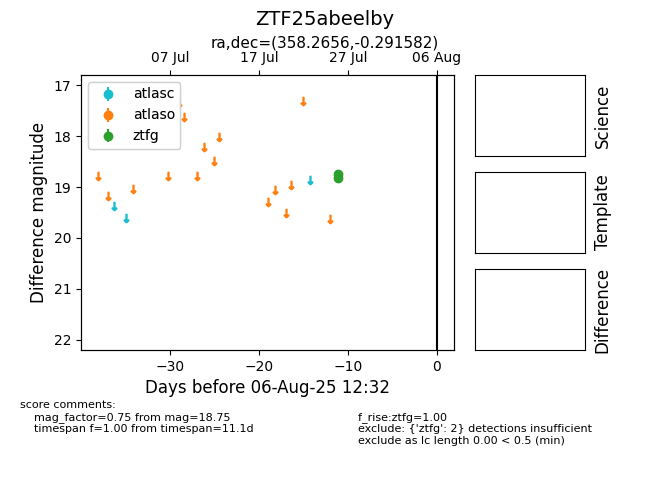 ZTF25abeelby
ra,dec=(358.2656,-0.291582)
07 Jul
17 Jul
27 Jul
06 Aug
atlasc
atlaso
ztfg
17
18
19
20
21
22
Difference magnitude
−30
−20
−10
0
Days before 06-Aug-25 12:32
Science
Template
Difference
score comments:
mag_factor=0.75 from mag=18.75
timespan f=1.00 from timespan=11.1d
f_rise:ztfg=1.00
exclude: {'ztfg': 2} detections insufficient
exclude as lc length 0.00 < 0.5 (min)